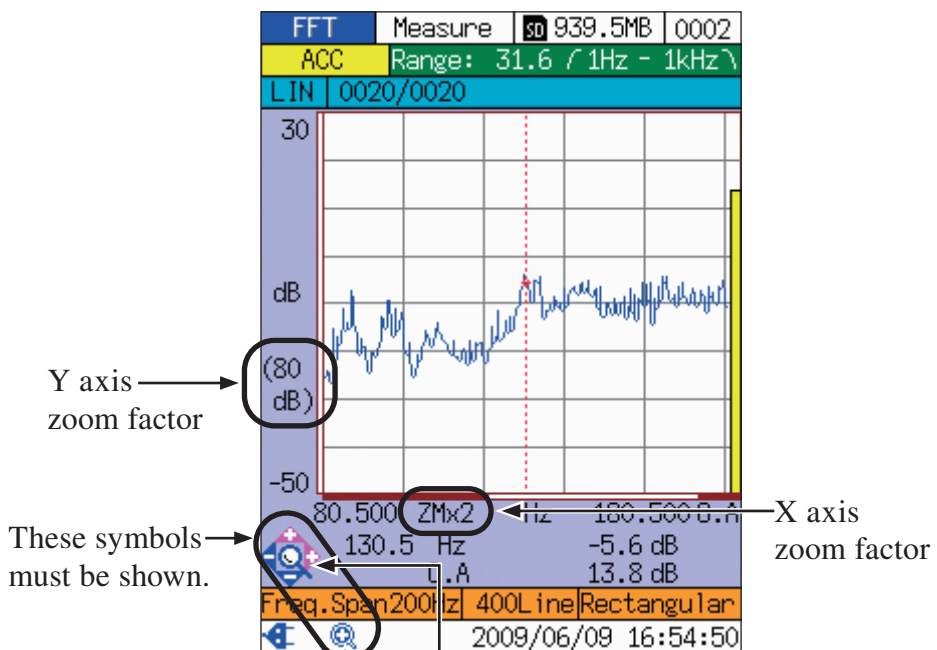 FFT Measure SD 939.5MB 0002
ACC Range: 31.6 / 1Hz - 1kHz \
LIN 0020/0020
30
dB
(80
dB)
Y axis
zoom factor
-50
80.500 ZMx2 Hz 180.500 O.A
X axis
zoom factor
These symbols
must be shown.
130.5 Hz -5.6 dB
13.8 dB
Freq.Span200Hz 400Line Rectangular
2009/06/09 16:54:50